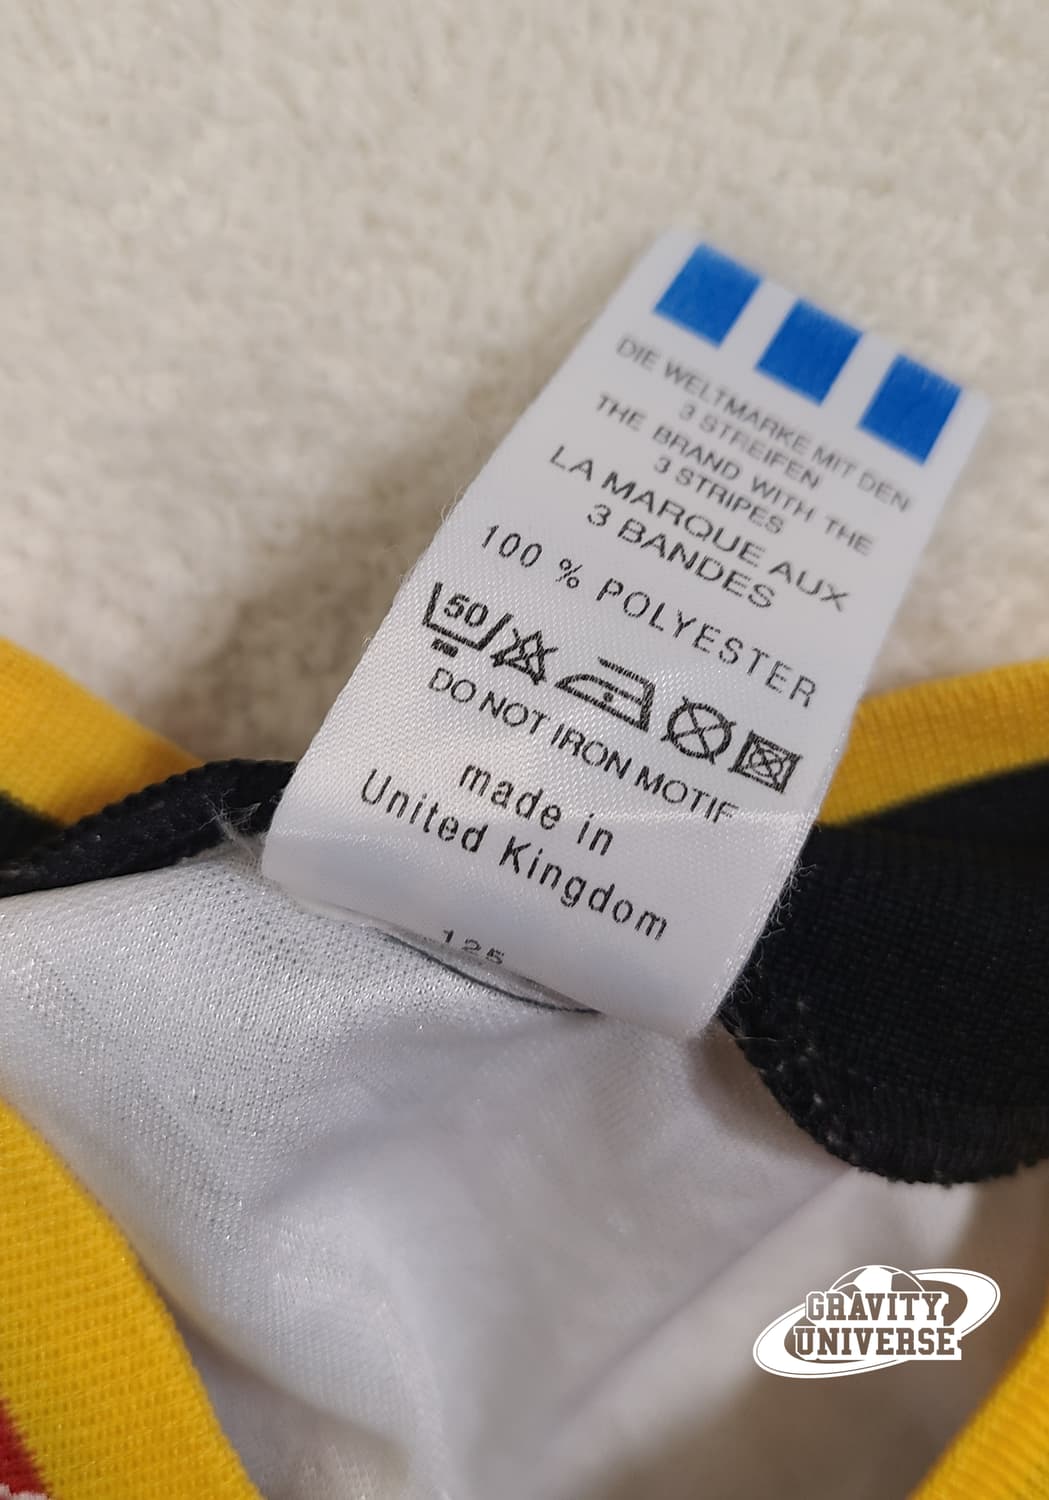 DIE WELTMARKE MIT DEN
3 STREIFEN
THE BRAND WITH THE
3 STRIPES
LA MARQUE AUX
3 BANDES
100 % POLYESTER
50
DO NOT IRON MOTIF
made in
United Kingdom
125
GRAVITY
UNIVERSE